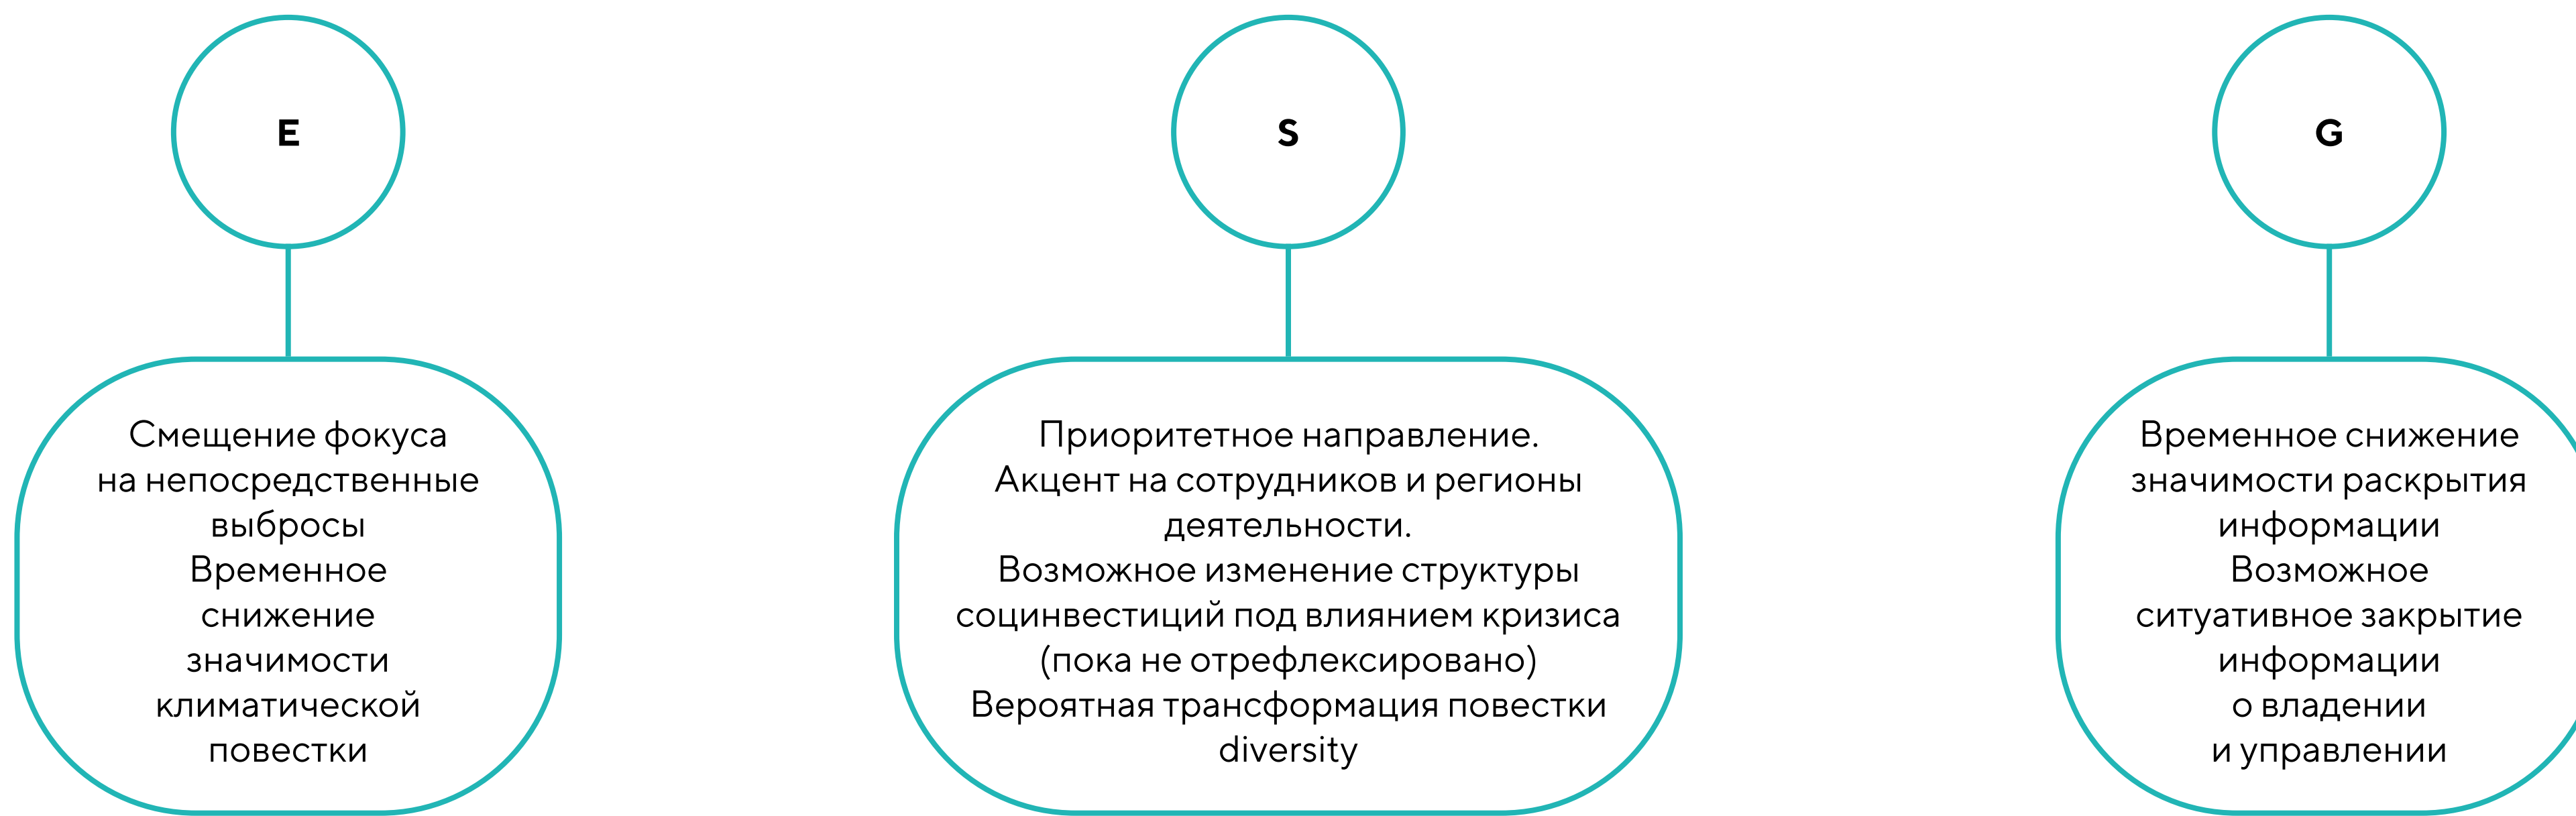 E
Смещение фокуса
на непосредственные
выбросы
Временное
снижение
значимости
климатической
повестки
S
Приоритетное направление.
Акцент на сотрудников и регионы
деятельности.
Возможное изменение структуры
социнвестиций под влиянием кризиса
(пока не отрефлексировано)
Вероятная трансформация повестки
diversity
G
Временное снижение
значимости раскрытия
информации
Возможное
ситуативное закрытие
информации
о владении
и управлении